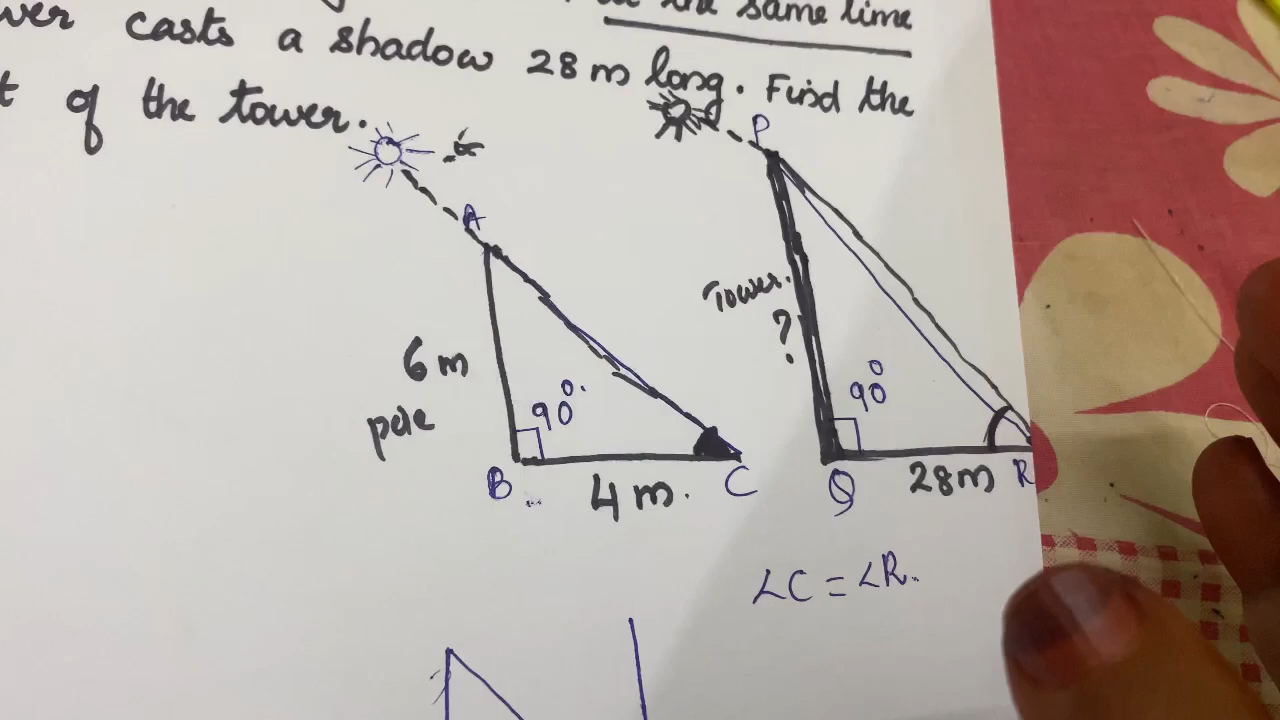 the same time
casts a shadow 28 m long. Find the
of the tower.
P
A
Tower.
?
6 m
pole
90°
90°
B
4 m.
C
Q
28m
R
∠C = ∠R.